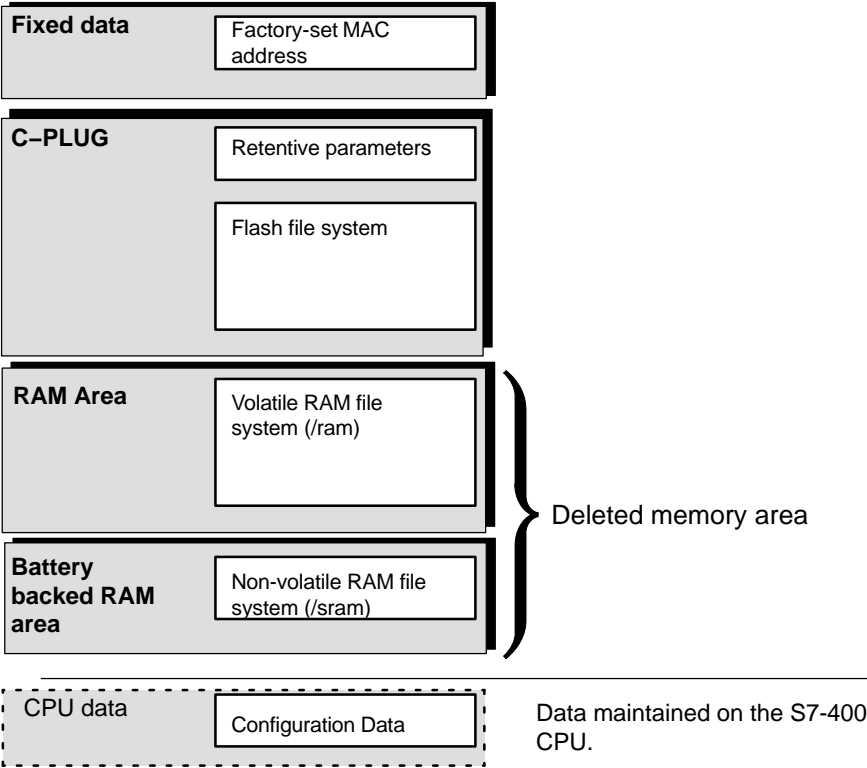 Fixed data
Factory-set MAC
address
C−PLUG
Retentive parameters
Flash file system
RAM Area
Volatile RAM file
system (/ram)
Deleted memory area
Battery
backed RAM
area
Non-volatile RAM file
system (/sram)
CPU data
Configuration Data
Data maintained on the S7-400
CPU.